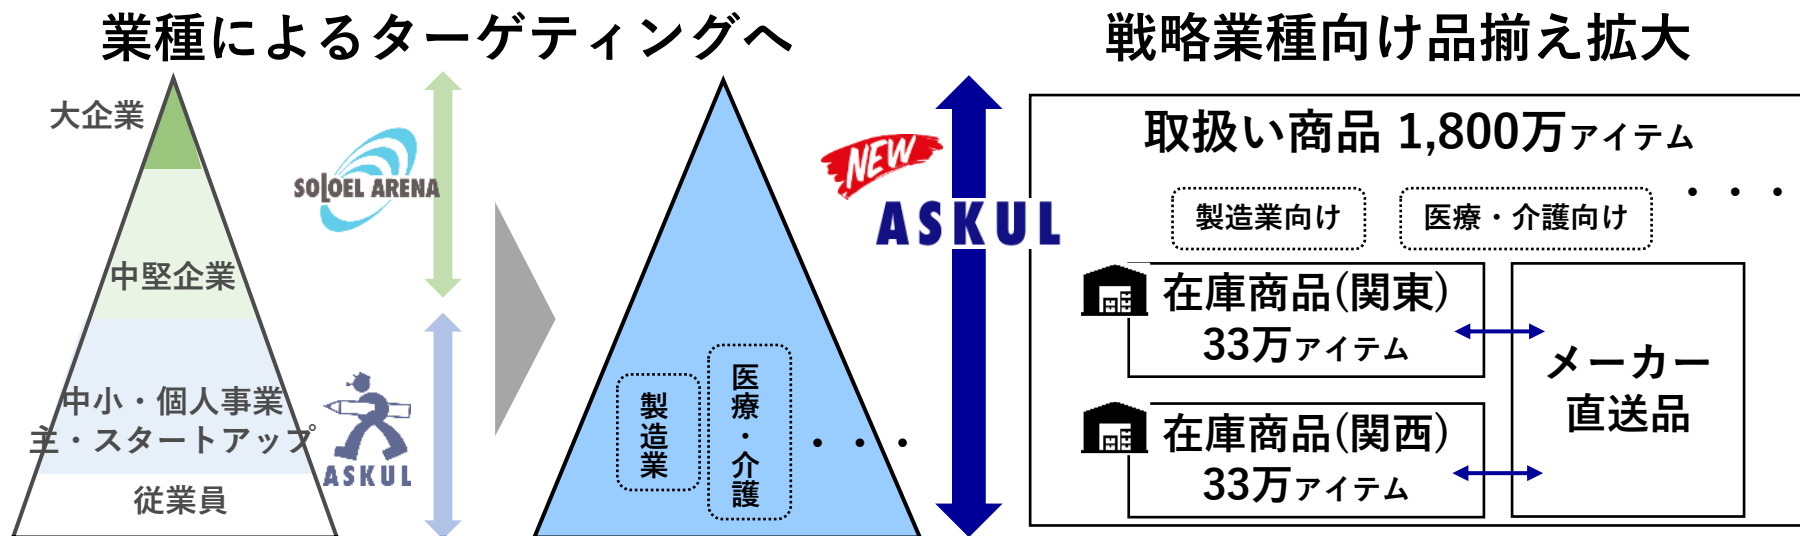 業種によるターゲティングへ
大企業
SOLOEL ARENA
中堅企業
中小・個人事業
主・スタートアップ
ASKUL
従業員
製造業
医療・介護
・・・
NEW
ASKUL
戦略業種向け品揃え拡大
取扱い商品 1,800万アイテム
製造業向け
医療・介護向け
・・・
在庫商品(関東)
33万アイテム
在庫商品(関西)
33万アイテム
メーカー
直送品